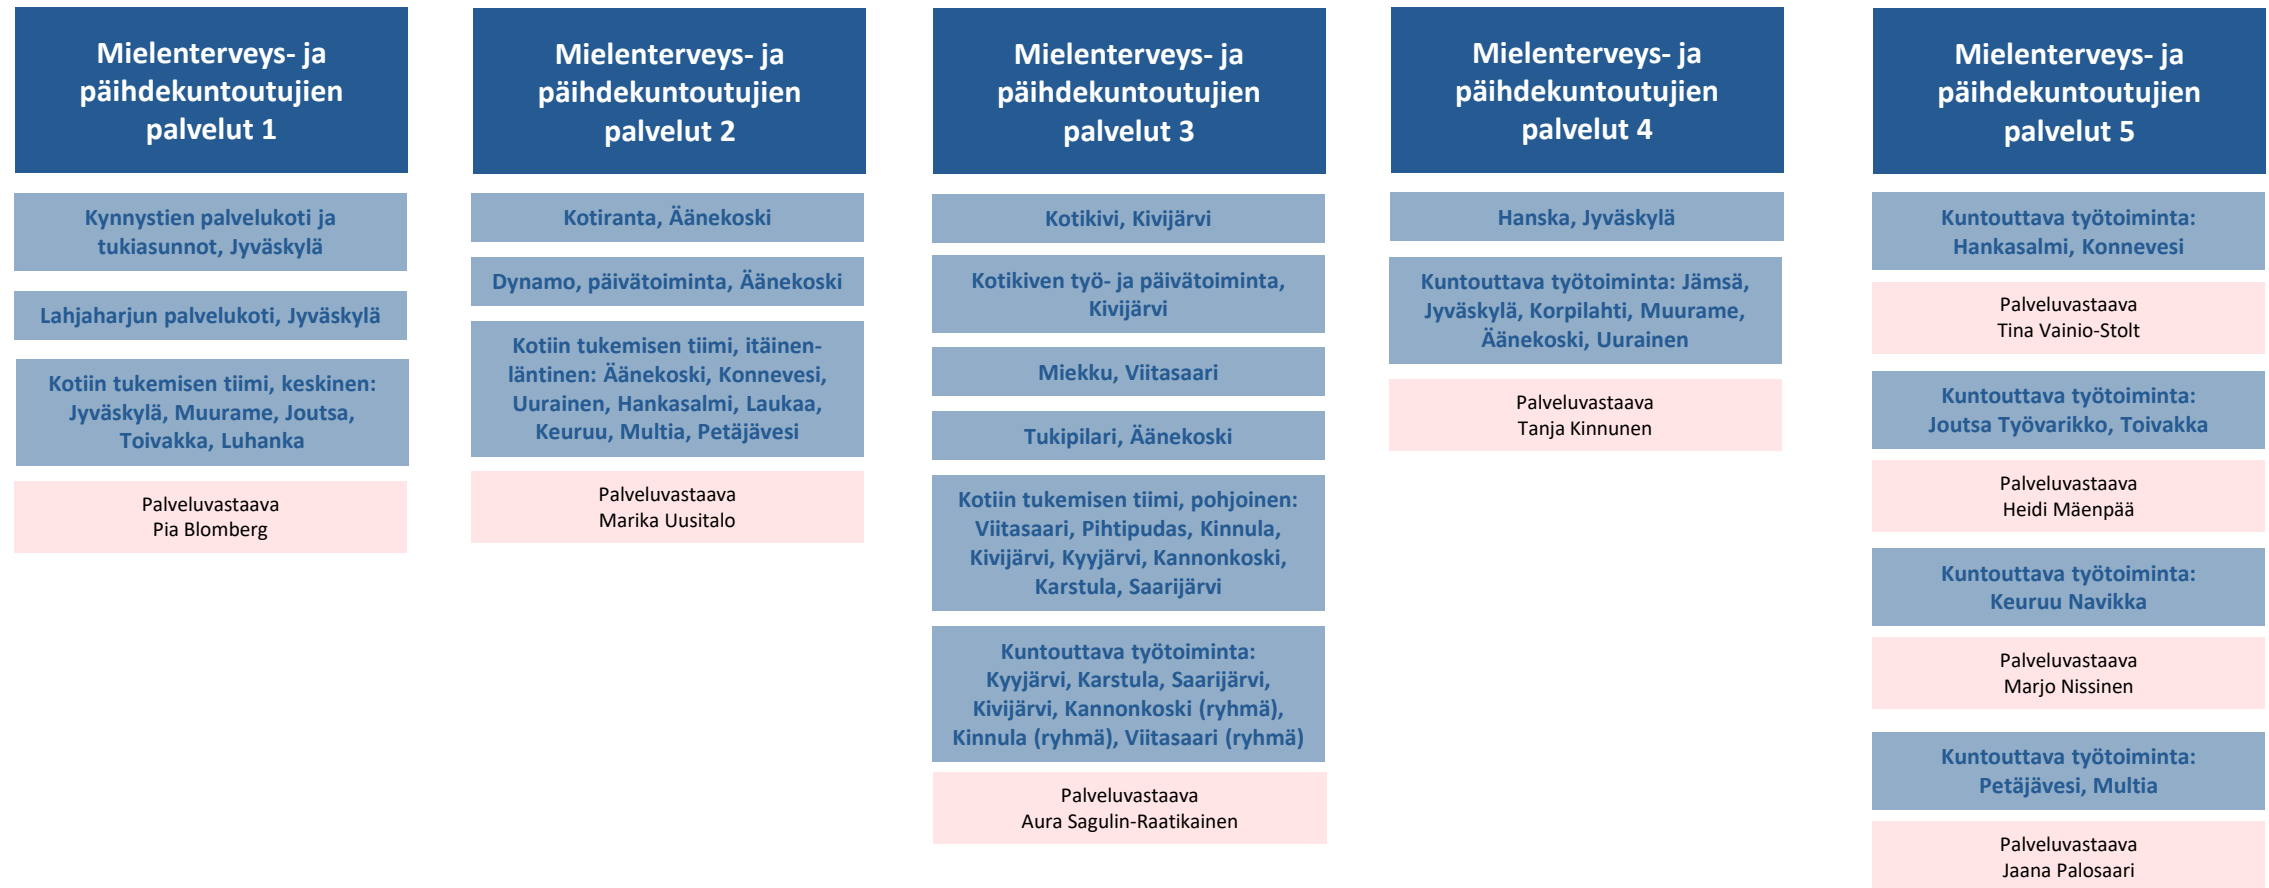 Mielenterveys- ja
päihdekuntoutujien
palvelut 1
Kynnystien palvelukoti ja
tukiasunnot, Jyväskylä
Lahjaharjun palvelukoti, Jyväskylä
Kotiin tukemisen tiimi, keskinen:
Jyväskylä, Muurame, Joutsa,
Toivakka, Luhanka
Palveluvastaava
Pia Blomberg
Mielenterveys- ja
päihdekuntoutujien
palvelut 2
Kotiranta, Äänekoski
Dynamo, päivätoiminta, Äänekoski
Kotiin tukemisen tiimi, itäinen-
läntinen: Äänekoski, Konnevesi,
Uurainen, Hankasalmi, Laukaa,
Keuruu, Multia, Petäjävesi
Palveluvastaava
Marika Uusitalo
Mielenterveys- ja
päihdekuntoutujien
palvelut 3
Kotikivi, Kivijärvi
Kotikiven työ- ja päivätoiminta,
Kivijärvi
Miekku, Viitasaari
Tukipilari, Äänekoski
Kotiin tukemisen tiimi, pohjoinen:
Viitasaari, Pihtipudas, Kinnula,
Kivijärvi, Kyyjärvi, Kannonkoski,
Karstula, Saarijärvi
Kuntouttava työtoiminta:
Kyyjärvi, Karstula, Saarijärvi,
Kivijärvi, Kannonkoski (ryhmä),
Kinnula (ryhmä), Viitasaari (ryhmä)
Palveluvastaava
Aura Sagulin-Raatikainen
Mielenterveys- ja
päihdekuntoutujien
palvelut 4
Hanska, Jyväskylä
Kuntouttava työtoiminta: Jämsä,
Jyväskylä, Korpilahti, Muurame,
Äänekoski, Uurainen
Palveluvastaava
Tanja Kinnunen
Mielenterveys- ja
päihdekuntoutujien
palvelut 5
Kuntouttava työtoiminta:
Hankasalmi, Konnevesi
Palveluvastaava
Tina Vainio-Stolt
Kuntouttava työtoiminta:
Joutsa Työvarikko, Toivakka
Palveluvastaava
Heidi Mäenpää
Kuntouttava työtoiminta:
Keuruu Navikka
Palveluvastaava
Marjo Nissinen
Kuntouttava työtoiminta:
Petäjävesi, Multia
Palveluvastaava
Jaana Palosaari